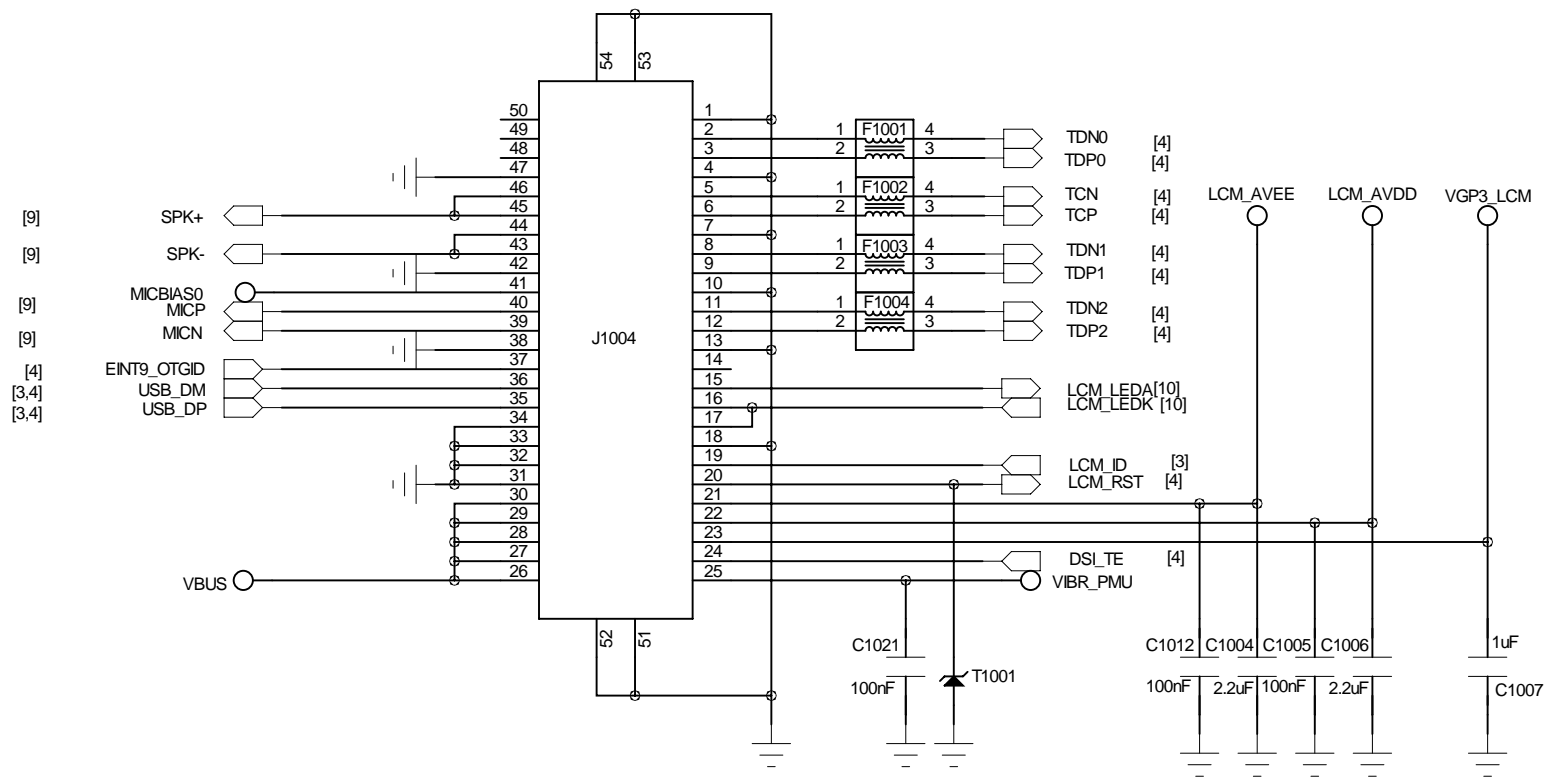 54 53
50 1
49 2 1 F1001 4 TDN0 [4]
48 3 2 3 TDP0 [4]
47 4
46 5 1 F1002 4 TCN [4] LCM_AVEE LCM_AVDD VGP3_LCM
[9] SPK+ 45 6 2 3 TCP [4]
44 7
[9] SPK- 43 8 1 F1003 4 TDN1 [4]
42 9 2 3 TDP1 [4]
MICBIAS0 41 10
[9] MICP 40 11 1 F1004 4 TDN2 [4]
[9] MICN 39 12 2 3 TDP2 [4]
38 J1004 13
[4] EINT9_OTGID 37 14
[3,4] USB_DM 36 15 LCM_LEDA[10]
[3,4] USB_DP 35 16 LCM_LEDK [10]
34 17
33 18
32 19 LCM_ID [3]
31 20 LCM_RST [4]
30 21
29 22
28 23
27 24 DSI_TE [4]
VBUS 26 25 VIBR_PMU
52 51
C1021 C1012 C1004 C1005 C1006 1uF
100nF T1001 100nF 2.2uF 100nF 2.2uF C1007